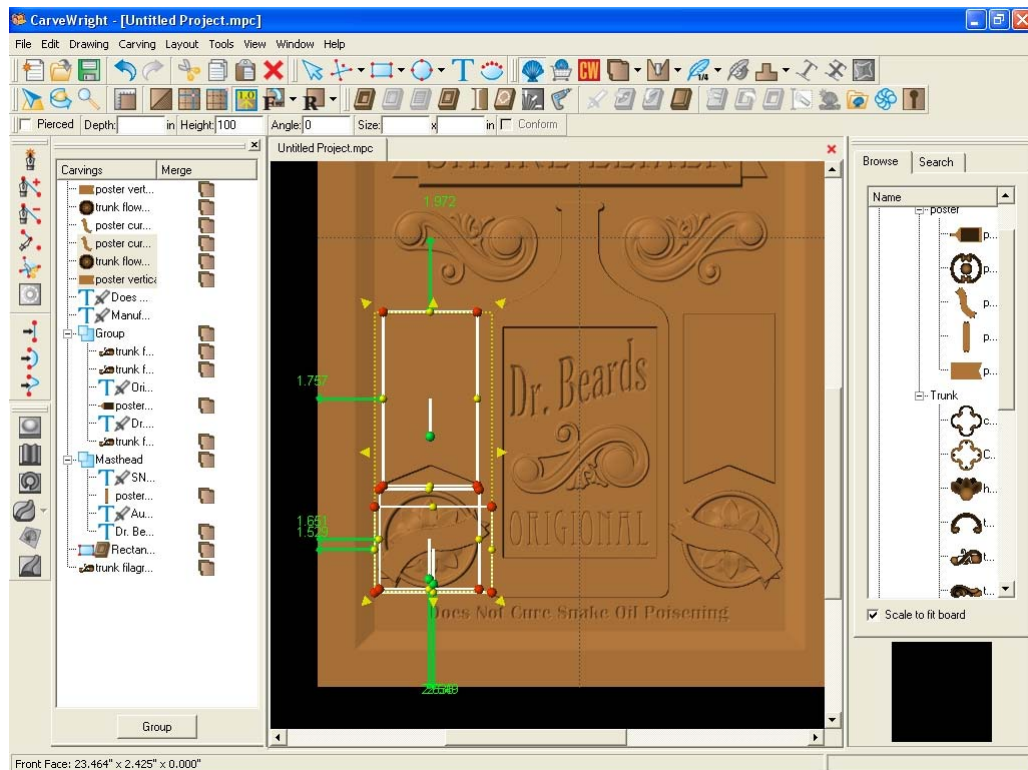 CarveWright - [Untitled Project.mpc]
File Edit Drawing Carving Layout Tools View Window Help
Pierced Depth: in Height: 100 Angle: 0 Size: x in Conform
Untitled Project.mpc
Carvings Merge
poster vert...
trunk flow...
poster cur...
poster cur...
trunk flow...
poster vertica
Does ...
Manuf...
Group
trunk f...
trunk f...
Ori...
poster...
Dr....
trunk f...
Masthead
SN...
poster...
Au...
Dr. Be...
Rectan...
trunk filagr...
Group
1.972
1.757
1.529
Dr. Beards
ORIGIONAL
Does Not Cure Snake Oil Poisening
Browse Search
Name
poster
p...
p...
p...
p...
p...
Trunk
c...
C...
h...
t...
t...
t...
Scale to fit board
Front Face: 23.464" x 2.425" x 0.000"